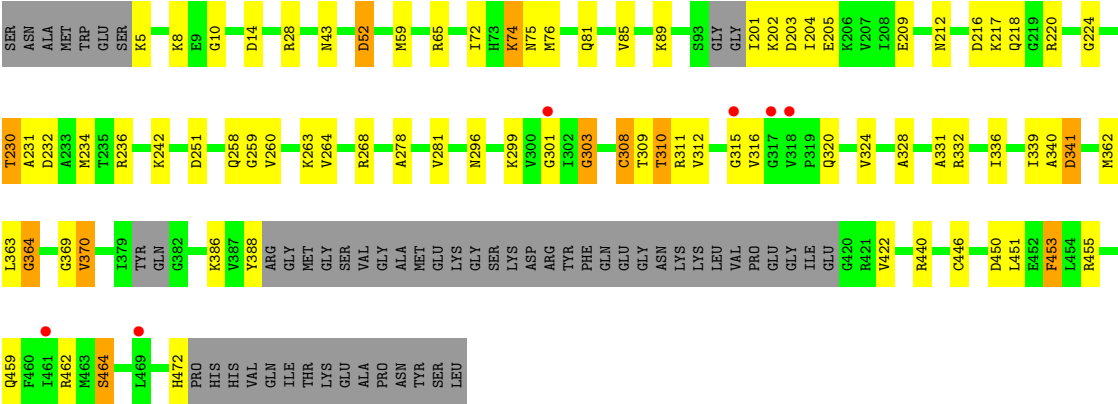 SER ASN ALA MET TRP GLU SER K5 K8 E9 G10 D14 R28 N43 D52 M59 R65 I72 H73 K74 N75 M76 Q81 V85 K89 S93 GLY GLY I201 K202 D203 I204 E205 K206 V207 I208 E209 N212 D216 K217 Q218 G219 R220 G224
T230 A231 D232 A233 M234 T235 R236 K242 D251 Q258 G259 V260 K263 V264 R268 A278 V281 N296 K299 V300 G301 I302 G303 C308 T309 T310 R311 V312 G315 V316 G317 V318 P319 Q320 V324 A328 A331 R332 I336 I339 A340 D341 M362
L363 G364 G369 V370 I379 TYR GLN G382 K386 V387 Y388 ARG GLY MET GLY SER VAL GLY ALA MET GLU LYS GLY SER LYS ASP ARG TYR PHE GLN GLU GLY ASN LYS LYS LEU VAL PRO GLU GLY ILE GLU G420 R421 V422 R440 C446 D450 L451 E452 F453 L454 R455
Q459 F460 I461 R462 M463 S464 L469 H472 PRO HIS HIS VAL GLN ILE THR LYS GLU ALA PRO ASN TYR SER LEU